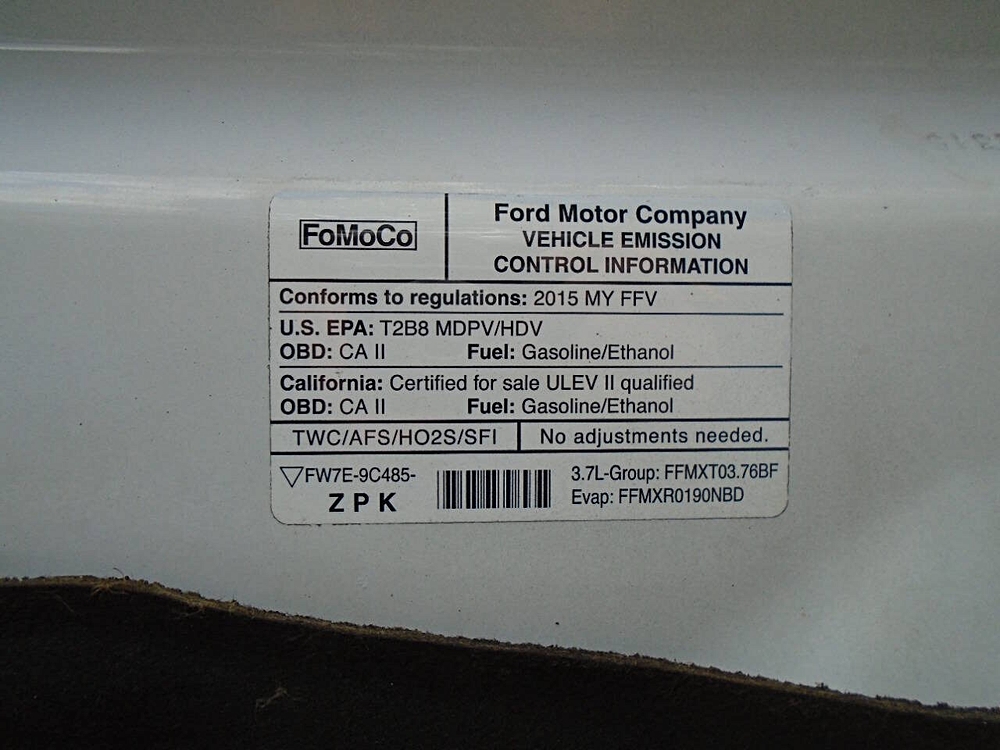 FoMoCo
Ford Motor Company
VEHICLE EMISSION
CONTROL INFORMATION
Conforms to regulations: 2015 MY FFV
U.S. EPA: T2B8 MDPV/HDV
OBD: CA II Fuel: Gasoline/Ethanol
California: Certified for sale ULEV II qualified
OBD: CA II Fuel: Gasoline/Ethanol
TWC/AFS/HO2S/SFI No adjustments needed.
▽FW7E-9C485-
ZPK
3.7L-Group: FFMXT03.76BF
Evap: FFMXR0190NBD